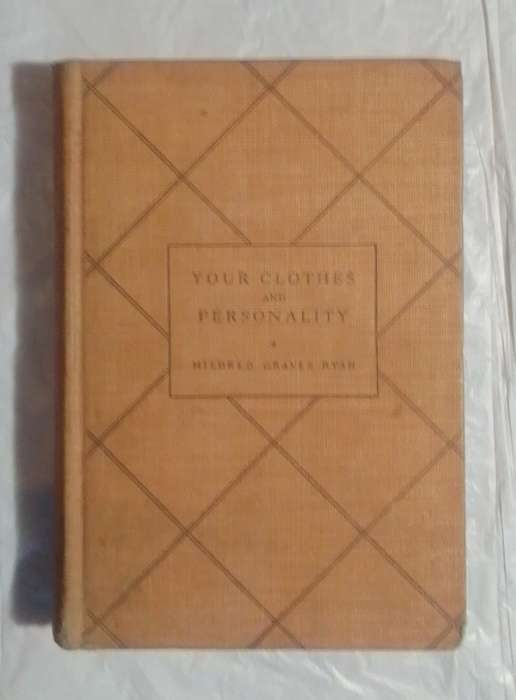 YOUR CLOTHES
AND
PERSONALITY
MILDRED GRAVES RYAN